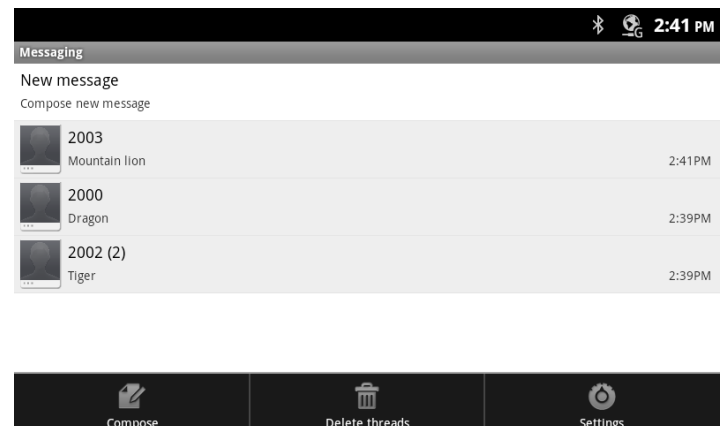 G 2:41 PM
Messaging
New message
Compose new message
2003
Mountain lion 2:41PM
2000
Dragon 2:39PM
2002 (2)
Tiger 2:39PM
Compose Delete threads Settings